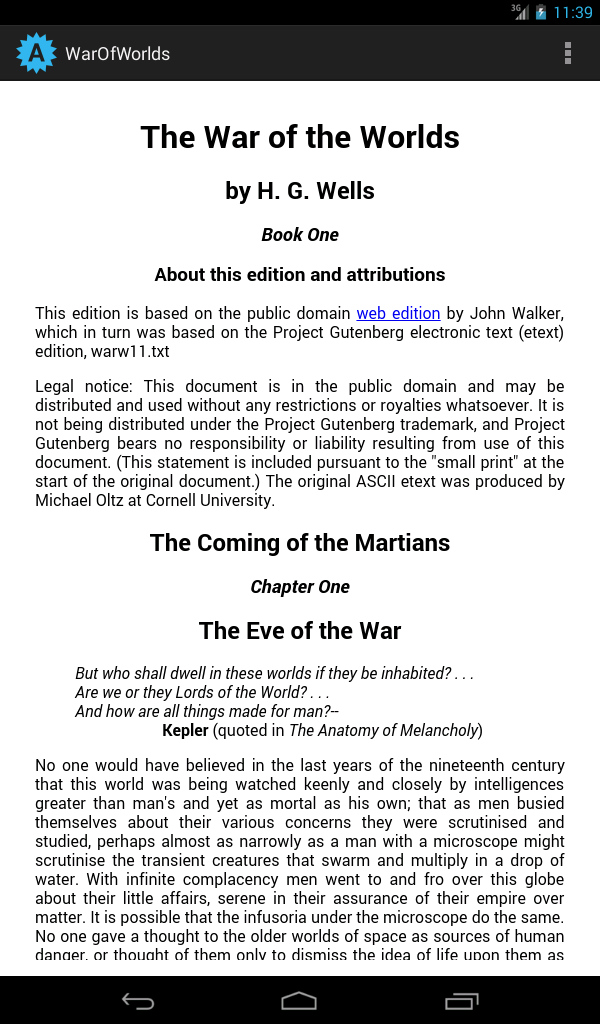 3G 11:39
A WarOfWorlds
The War of the Worlds
by H. G. Wells
Book One
About this edition and attributions
This edition is based on the public domain web edition by John Walker,
which in turn was based on the Project Gutenberg electronic text (etext)
edition, warw11.txt
Legal notice: This document is in the public domain and may be
distributed and used without any restrictions or royalties whatsoever. It is
not being distributed under the Project Gutenberg trademark, and Project
Gutenberg bears no responsibility or liability resulting from use of this
document. (This statement is included pursuant to the "small print" at the
start of the original document.) The original ASCII etext was produced by
Michael Oltz at Cornell University.
The Coming of the Martians
Chapter One
The Eve of the War
But who shall dwell in these worlds if they be inhabited? . . .
Are we or they Lords of the World? . . .
And how are all things made for man?--
Kepler (quoted in The Anatomy of Melancholy)
No one would have believed in the last years of the nineteenth century
that this world was being watched keenly and closely by intelligences
greater than man's and yet as mortal as his own; that as men busied
themselves about their various concerns they were scrutinised and
studied, perhaps almost as narrowly as a man with a microscope might
scrutinise the transient creatures that swarm and multiply in a drop of
water. With infinite complacency men went to and fro over this globe
about their little affairs, serene in their assurance of their empire over
matter. It is possible that the infusoria under the microscope do the same.
No one gave a thought to the older worlds of space as sources of human
danger, or thought of them only to dismiss the idea of life upon them as